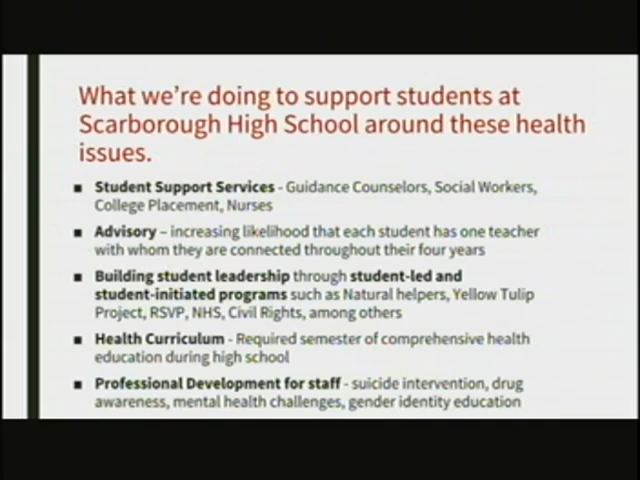 What we're doing to support students at
Scarborough High School around these health
issues.
■ Student Support Services - Guidance Counselors, Social Workers,
College Placement, Nurses
■ Advisory – increasing likelihood that each student has one teacher
with whom they are connected throughout their four years
■ Building student leadership through student-led and
student-initiated programs such as Natural helpers, Yellow Tulip
Project, RSVP, NHS, Civil Rights, among others
■ Health Curriculum - Required semester of comprehensive health
education during high school
■ Professional Development for staff - suicide intervention, drug
awareness, mental health challenges, gender identity education